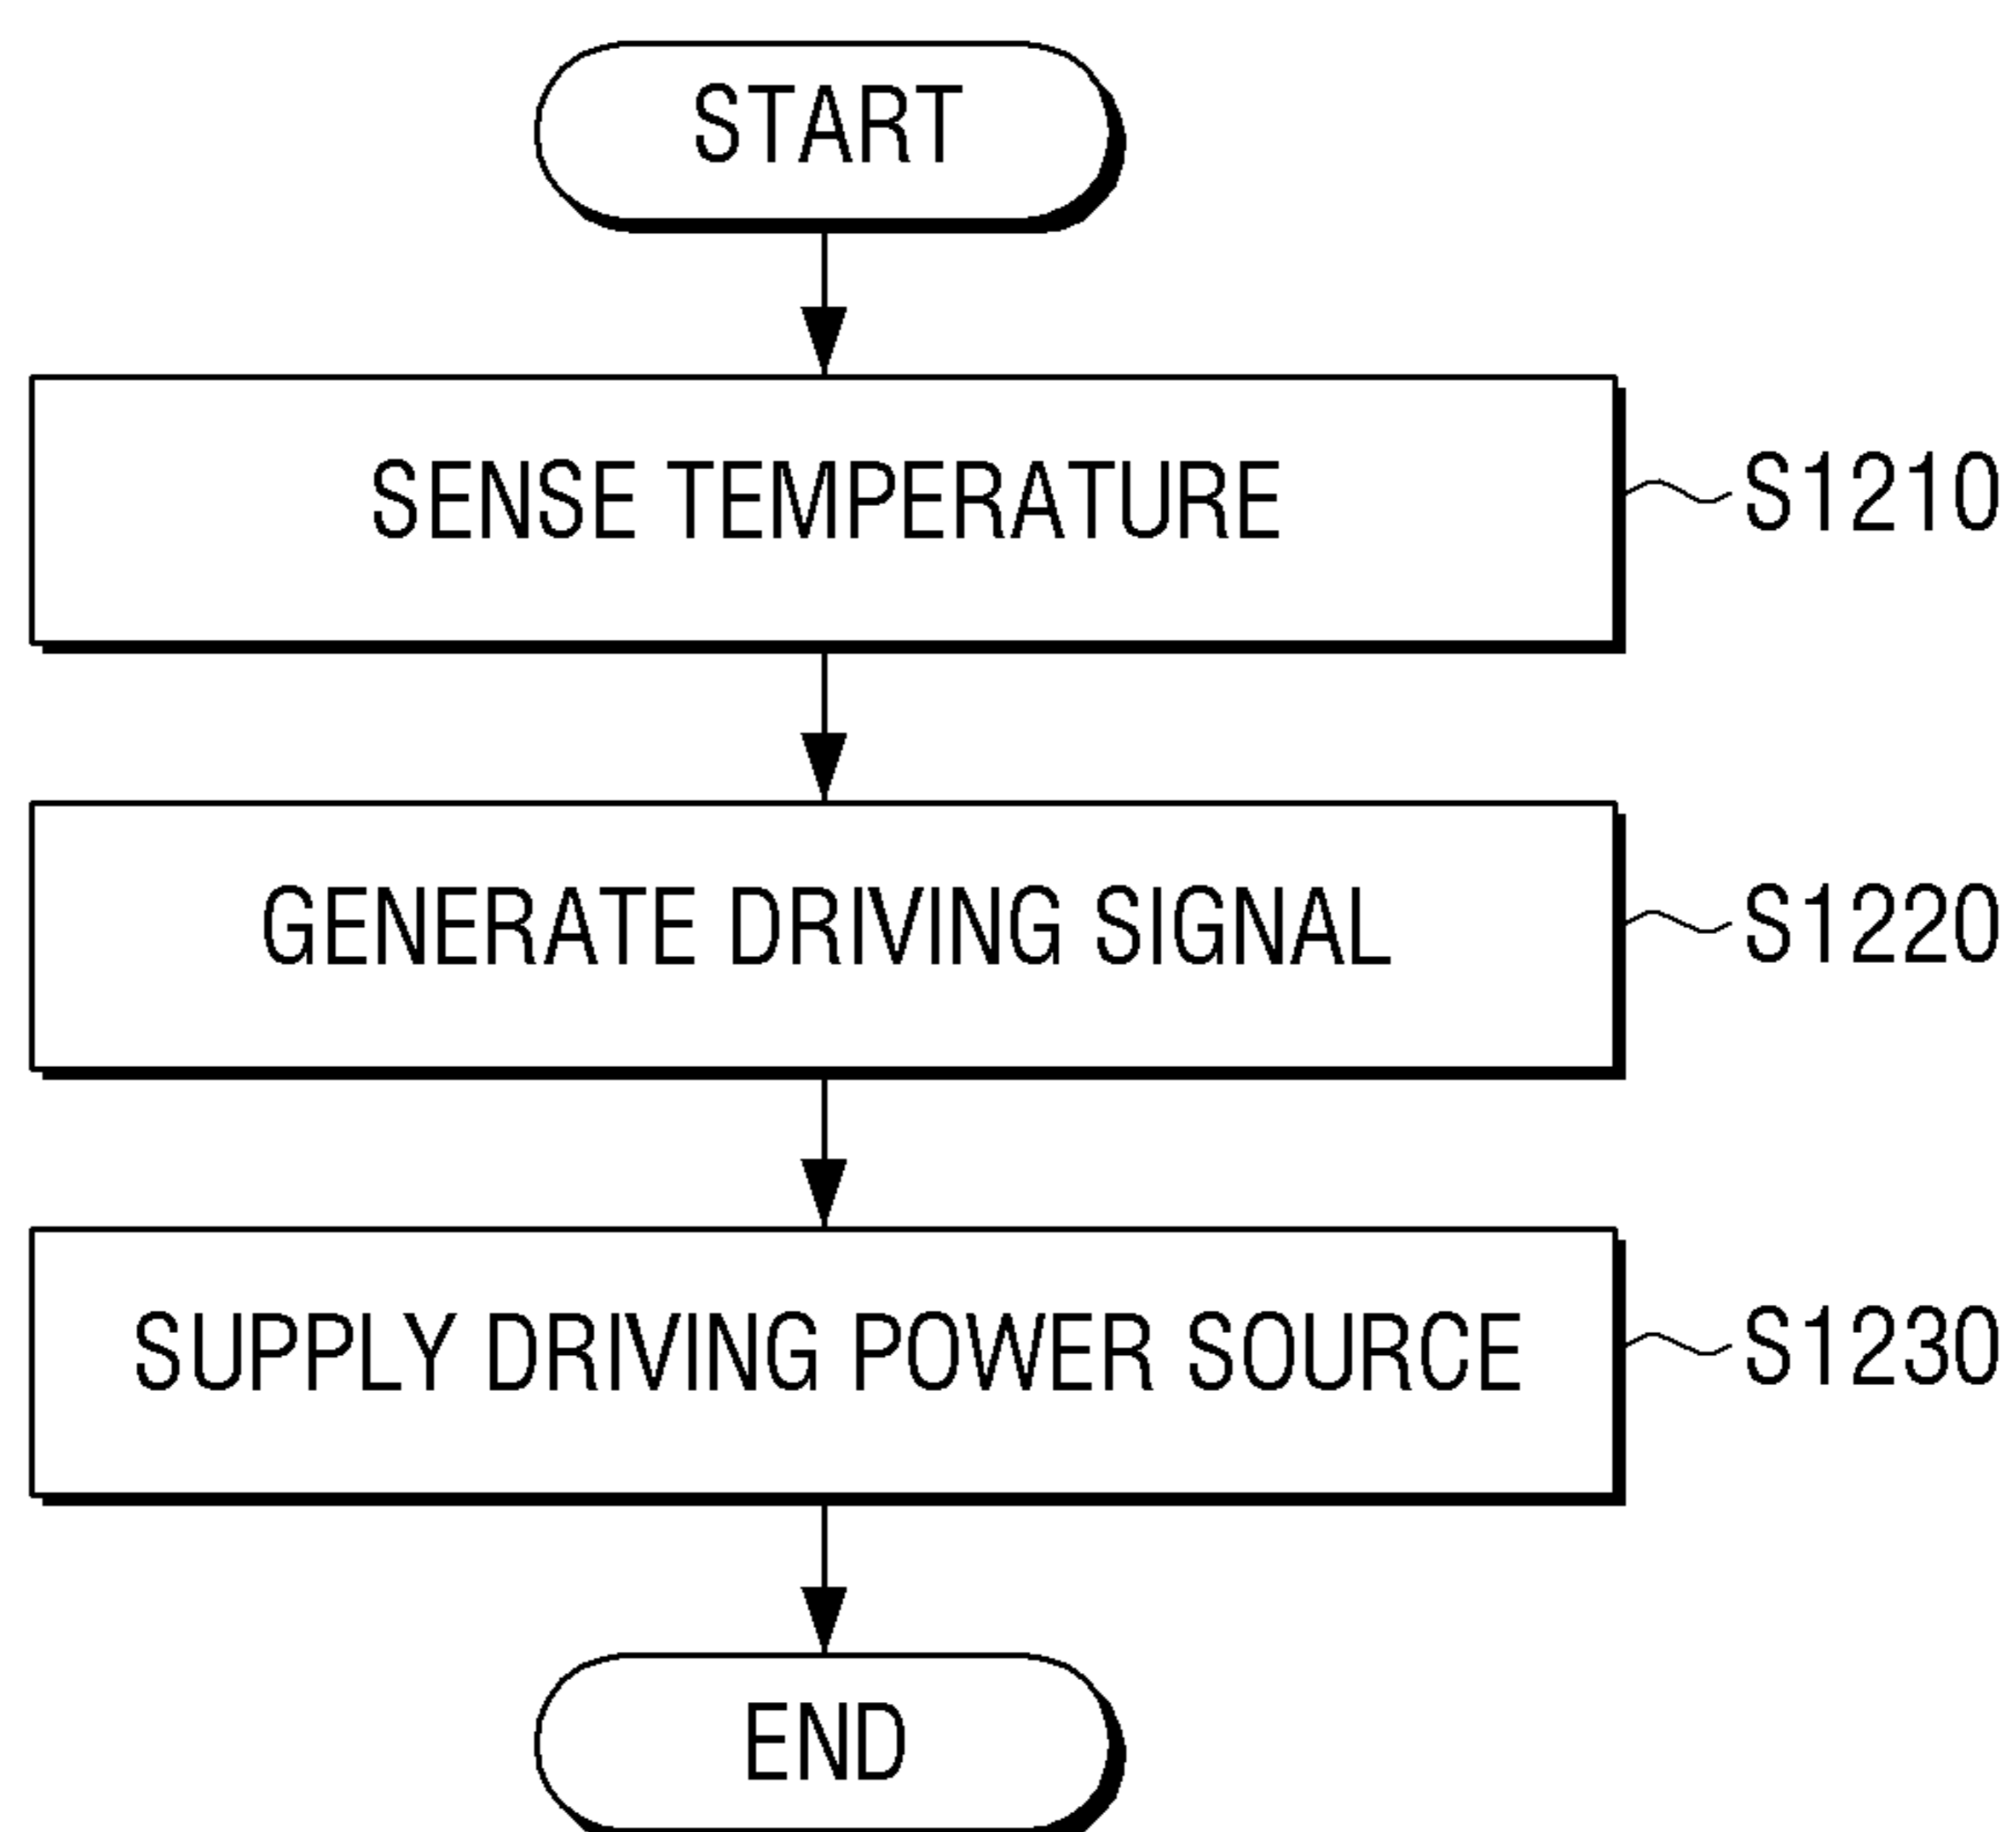 START
SENSE TEMPERATURE
S1210
GENERATE DRIVING SIGNAL
S1220
SUPPLY DRIVING POWER SOURCE
S1230
END